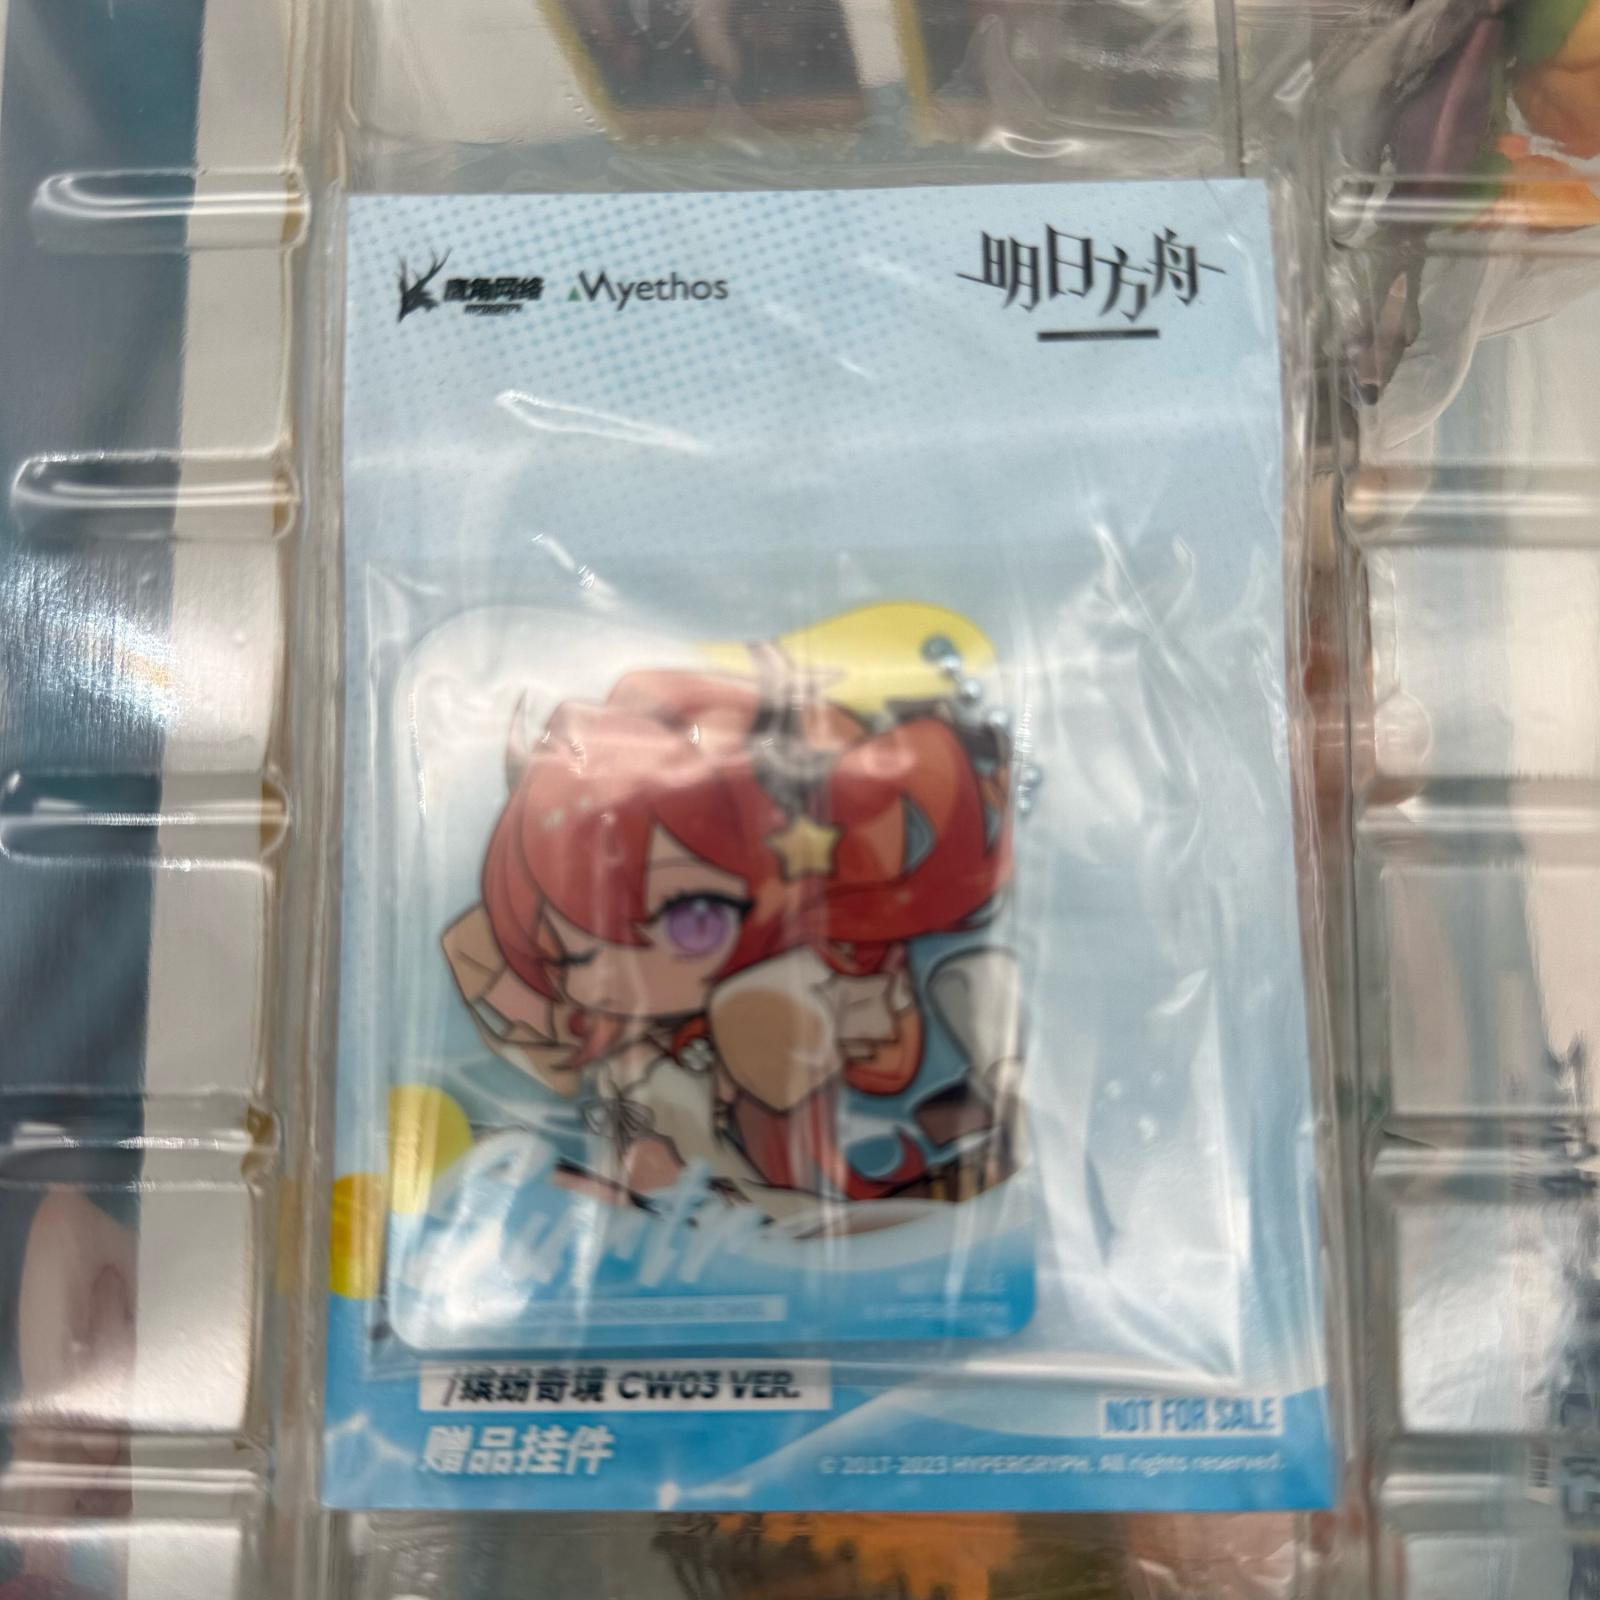 鹰角网络
Myethos
明日方舟
/缤纷奇境 CW03 VER.
赠品挂件
NOT FOR SALE
© 2017-2023 HYPERGRYPH. All rights reserved.